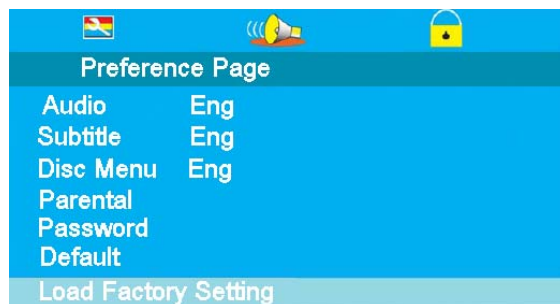 Preference Page
Audio Eng
Subtitle Eng
Disc Menu Eng
Parental
Password
Default
Load Factory Setting